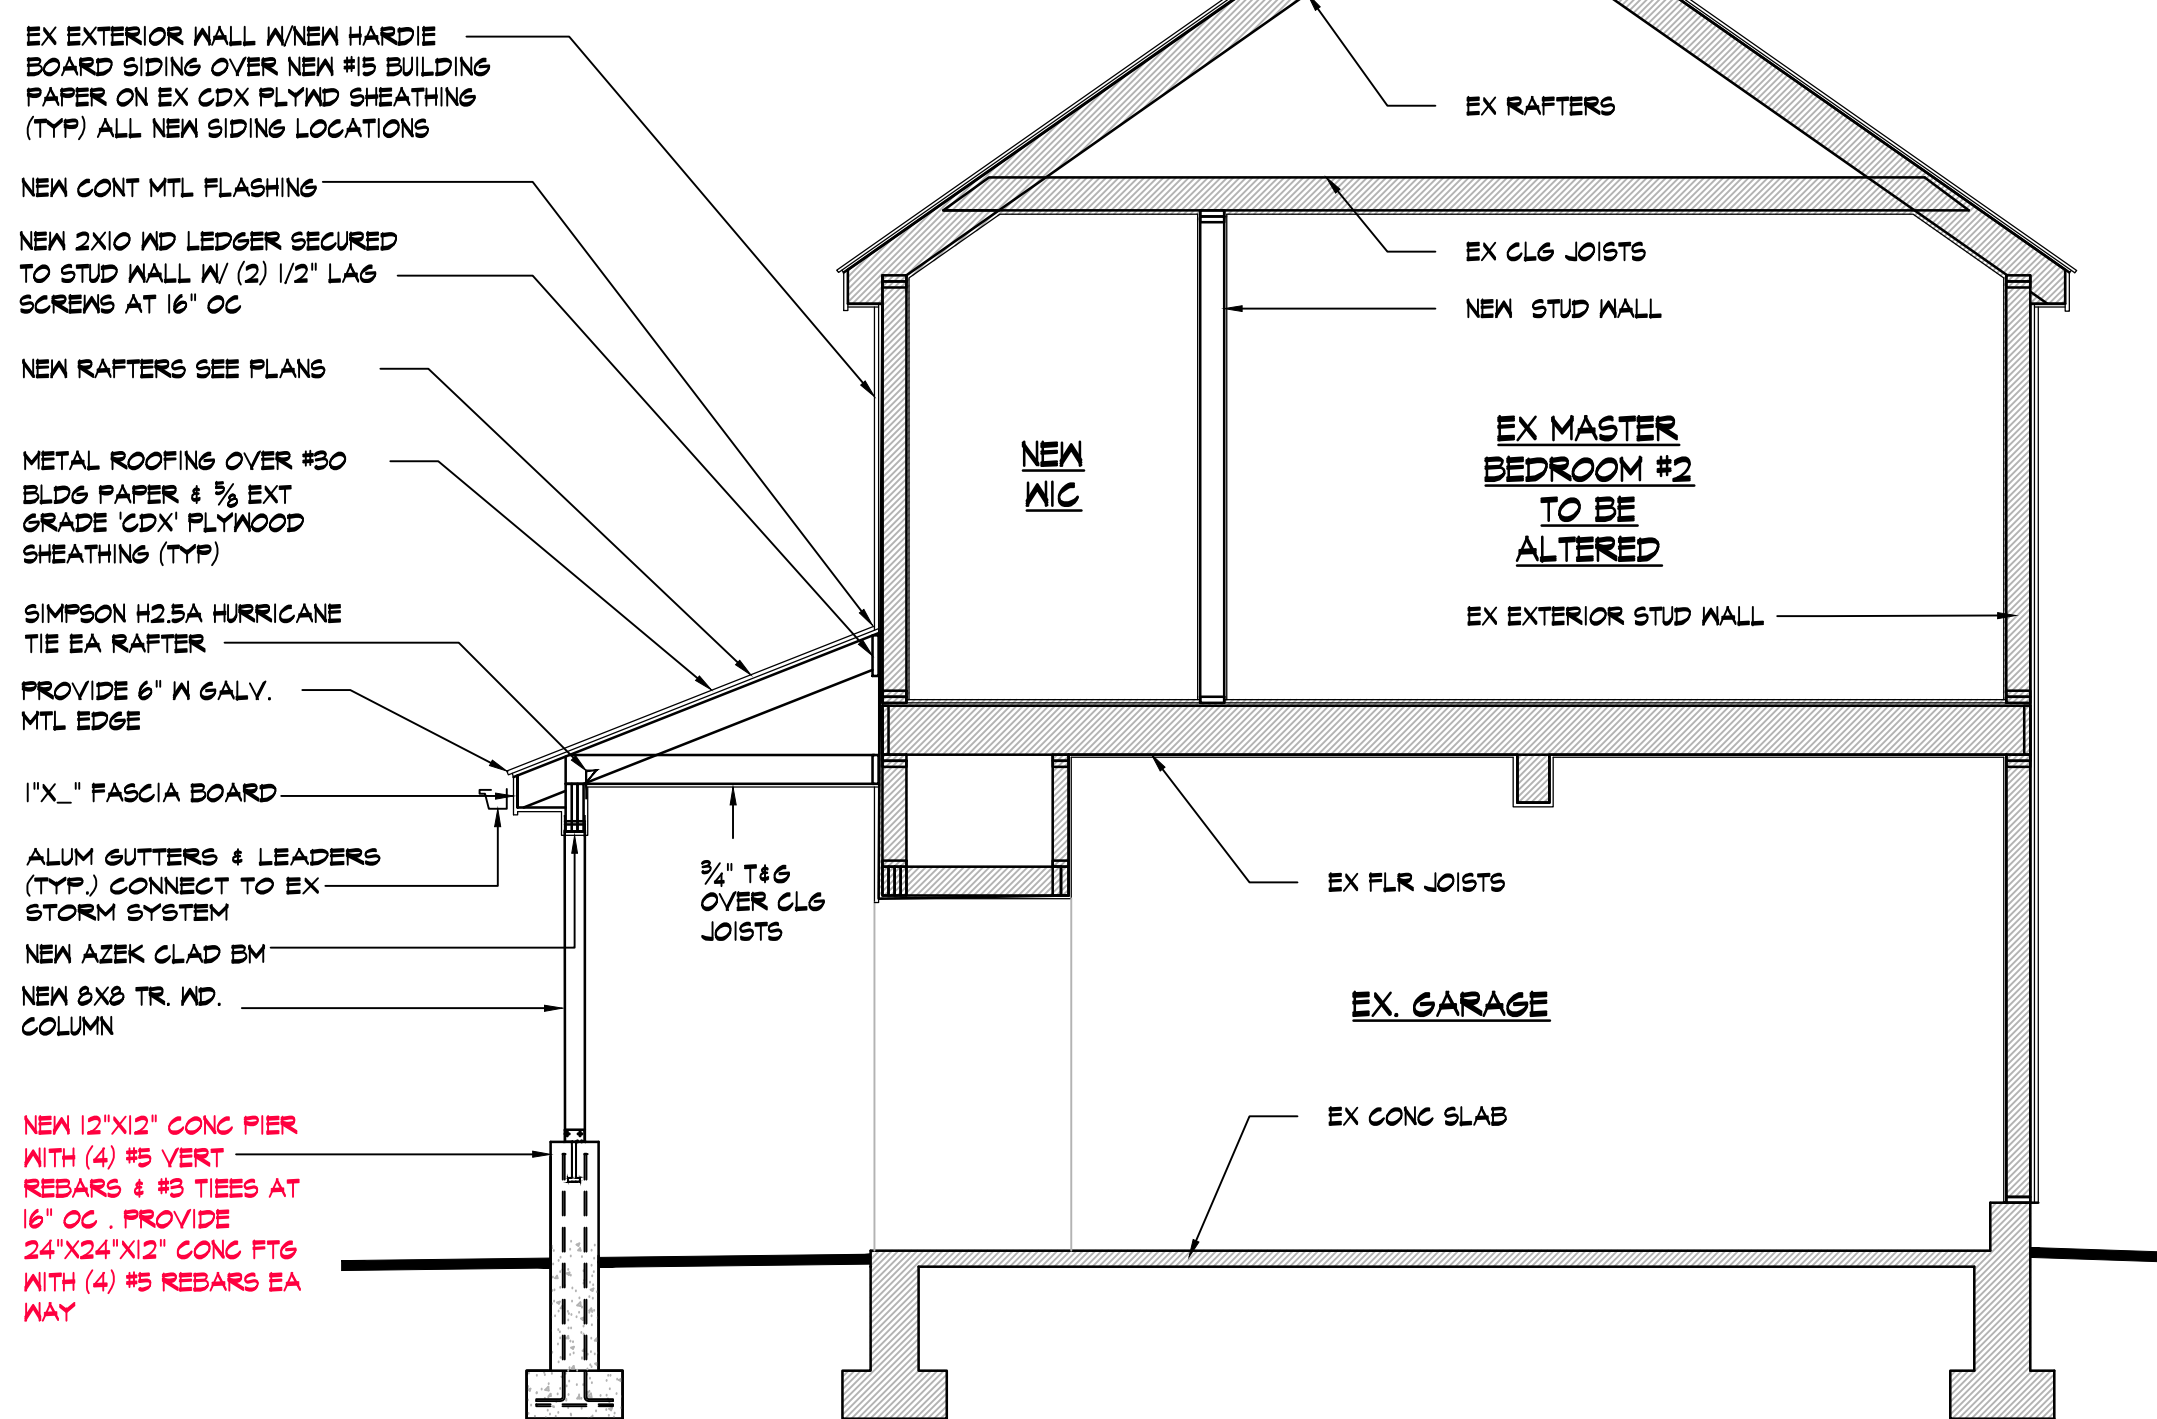 EX EXTERIOR WALL W/NEW HARDIE
BOARD SIDING OVER NEW #15 BUILDING
PAPER ON EX CDX PLYWD SHEATHING
(TYP) ALL NEW SIDING LOCATIONS
NEW CONT MTL FLASHING
NEW 2X10 WD LEDGER SECURED
TO STUD WALL W/ (2) 1/2" LAG
SCREWS AT 16" OC
NEW RAFTERS SEE PLANS
METAL ROOFING OVER #30
BLDG PAPER & 5/8 EXT
GRADE 'CDX' PLYWOOD
SHEATHING (TYP)
SIMPSON H2.5A HURRICANE
TIE EA RAFTER
PROVIDE 6" W GALV.
MTL EDGE
1"X_" FASCIA BOARD
ALUM GUTTERS & LEADERS
(TYP.) CONNECT TO EX
STORM SYSTEM
NEW AZEK CLAD BM
NEW 8X8 TR. WD.
COLUMN
NEW 12"X12" CONC PIER
WITH (4) #5 VERT
REBARS & #3 TIEES AT
16" OC . PROVIDE
24"X24"X12" CONC FTG
WITH (4) #5 REBARS EA
WAY
3/4" T&G
OVER CLG
JOISTS
EX RAFTERS
EX CLG JOISTS
NEW STUD WALL
NEW
WIC
EX MASTER
BEDROOM #2
TO BE
ALTERED
EX EXTERIOR STUD WALL
EX FLR JOISTS
EX. GARAGE
EX CONC SLAB